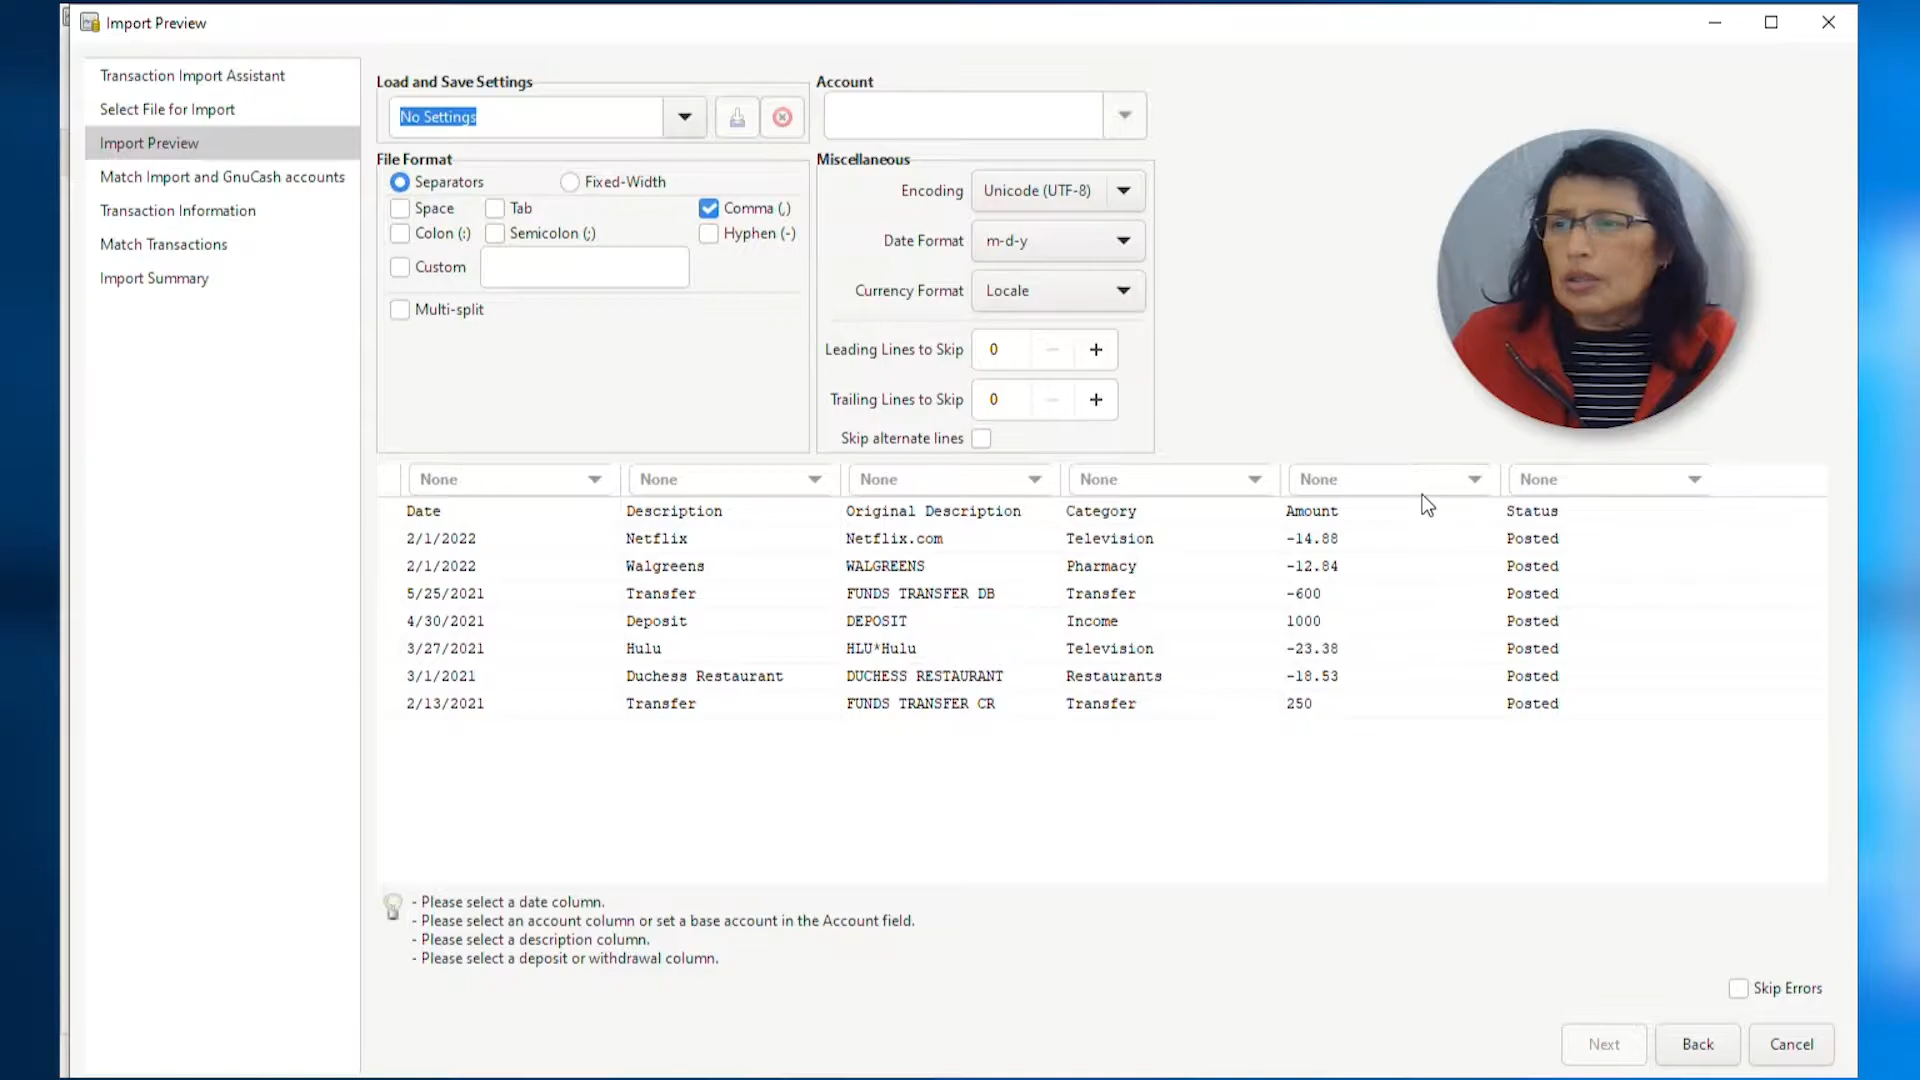 Import Preview
Transaction Import Assistant
Select File for Import
Import Preview
Match Import and GnuCash accounts
Transaction Information
Match Transactions
Import Summary
Load and Save Settings
No Settings
Account
File Format
Separators Fixed-Width
Space Tab Comma (,)
Colon (:) Semicolon (;) Hyphen (-)
Custom
Multi-split
Miscellaneous
Encoding Unicode (UTF-8)
Date Format m-d-y
Currency Format Locale
Leading Lines to Skip 0 − +
Trailing Lines to Skip 0 − +
Skip alternate lines
None None None None None None
Date Description Original Description Category Amount Status
2/1/2022 Netflix Netflix.com Television -14.88 Posted
2/1/2022 Walgreens WALGREENS Pharmacy -12.84 Posted
5/25/2021 Transfer FUNDS TRANSFER DB Transfer -600 Posted
4/30/2021 Deposit DEPOSIT Income 1000 Posted
3/27/2021 Hulu HLU*Hulu Television -23.38 Posted
3/1/2021 Duchess Restaurant DUCHESS RESTAURANT Restaurants -18.53 Posted
2/13/2021 Transfer FUNDS TRANSFER CR Transfer 250 Posted
- Please select a date column.
- Please select an account column or set a base account in the Account field.
- Please select a description column.
- Please select a deposit or withdrawal column.
Skip Errors
Next Back Cancel